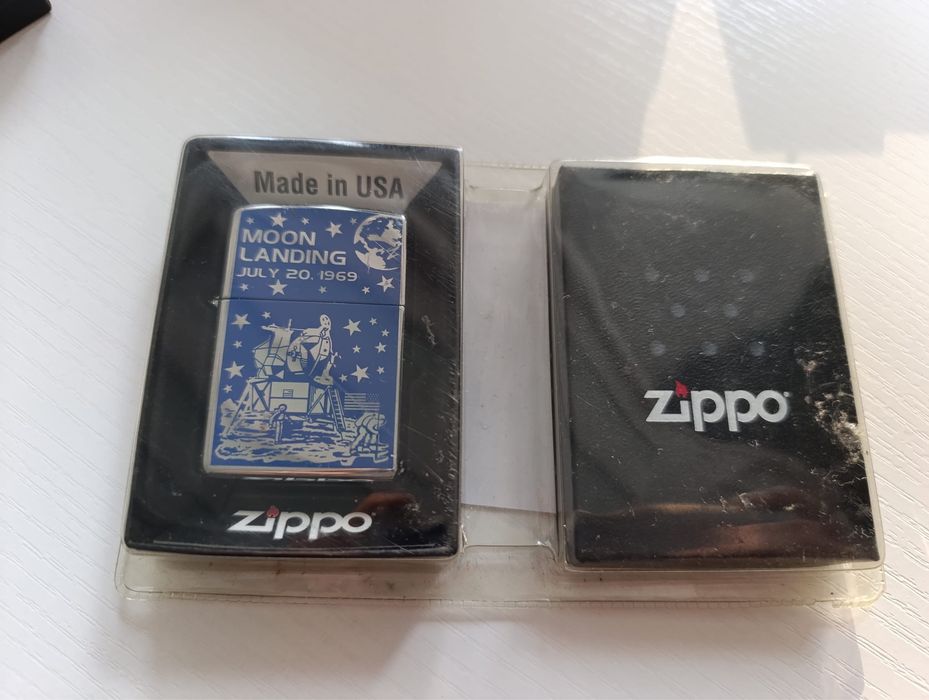 Made in USA
MOON
LANDING
JULY 20, 1969
zippo
zippo